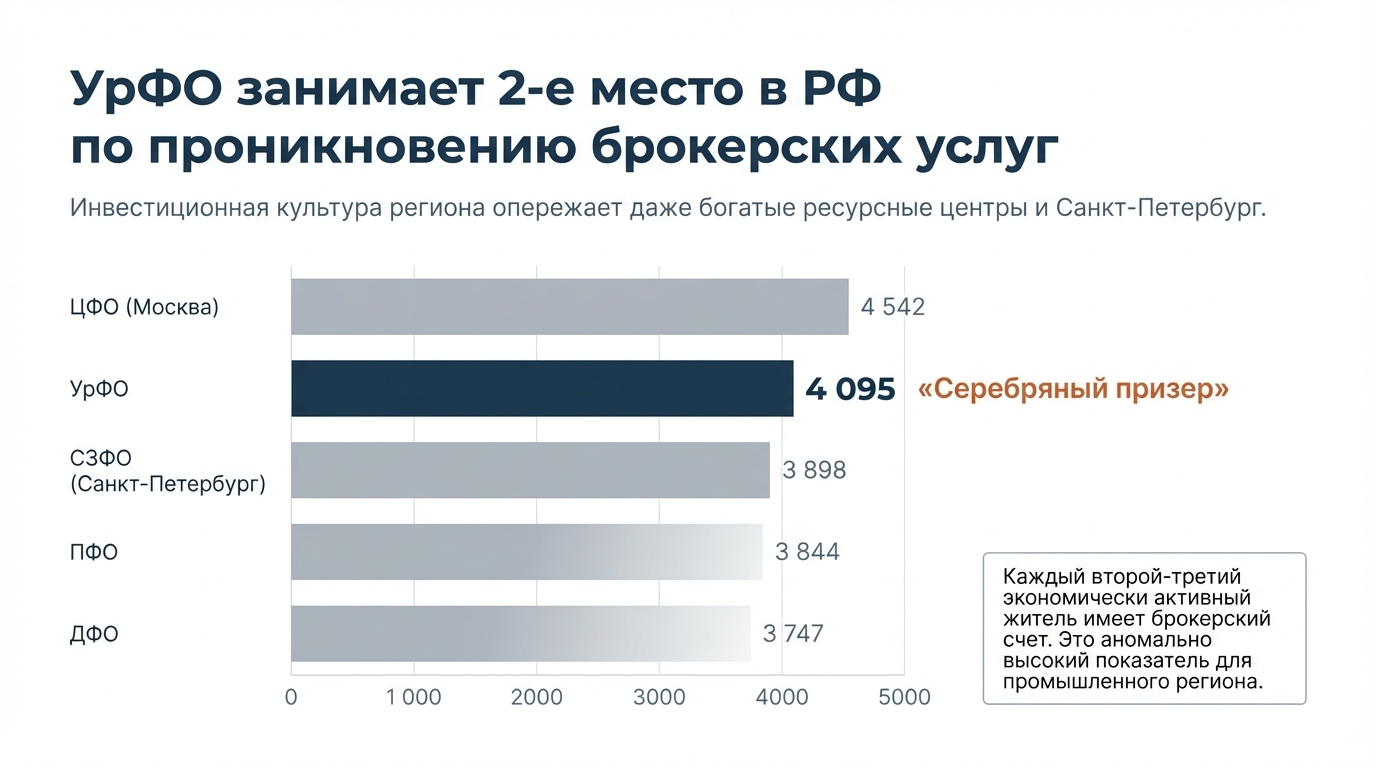 УрФО занимает 2-е место в РФ
по проникновению брокерских услуг
Инвестиционная культура региона опережает даже богатые ресурсные центры и Санкт-Петербург.
ЦФО (Москва)
4 542
УрФО
4 095
«Серебряный призер»
СЗФО
(Санкт-Петербург)
3 898
ПФО
3 844
ДФО
3 747
0
1 000
2000
3000
4000
5000
Каждый второй-третий
экономически активный
житель имеет брокерский
счет. Это аномально
высокий показатель для
промышленного региона.